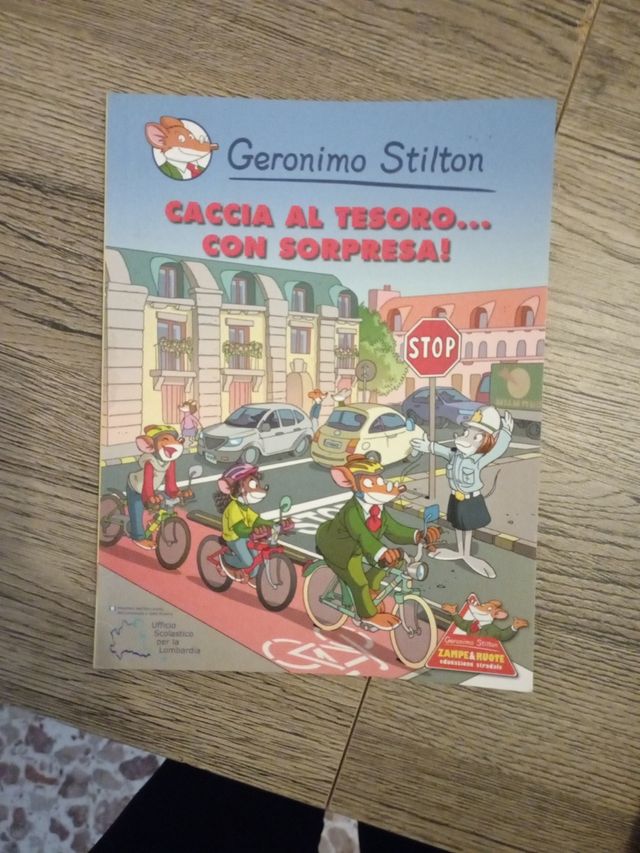 Geronimo Stilton
CACCIA AL TESORO...
CON SORPRESA!
STOP
STOP
Ufficio
Scolastico
per la
Lombardia
Geronimo Stilton
ZAMPE&RUOTE
educazione stradale